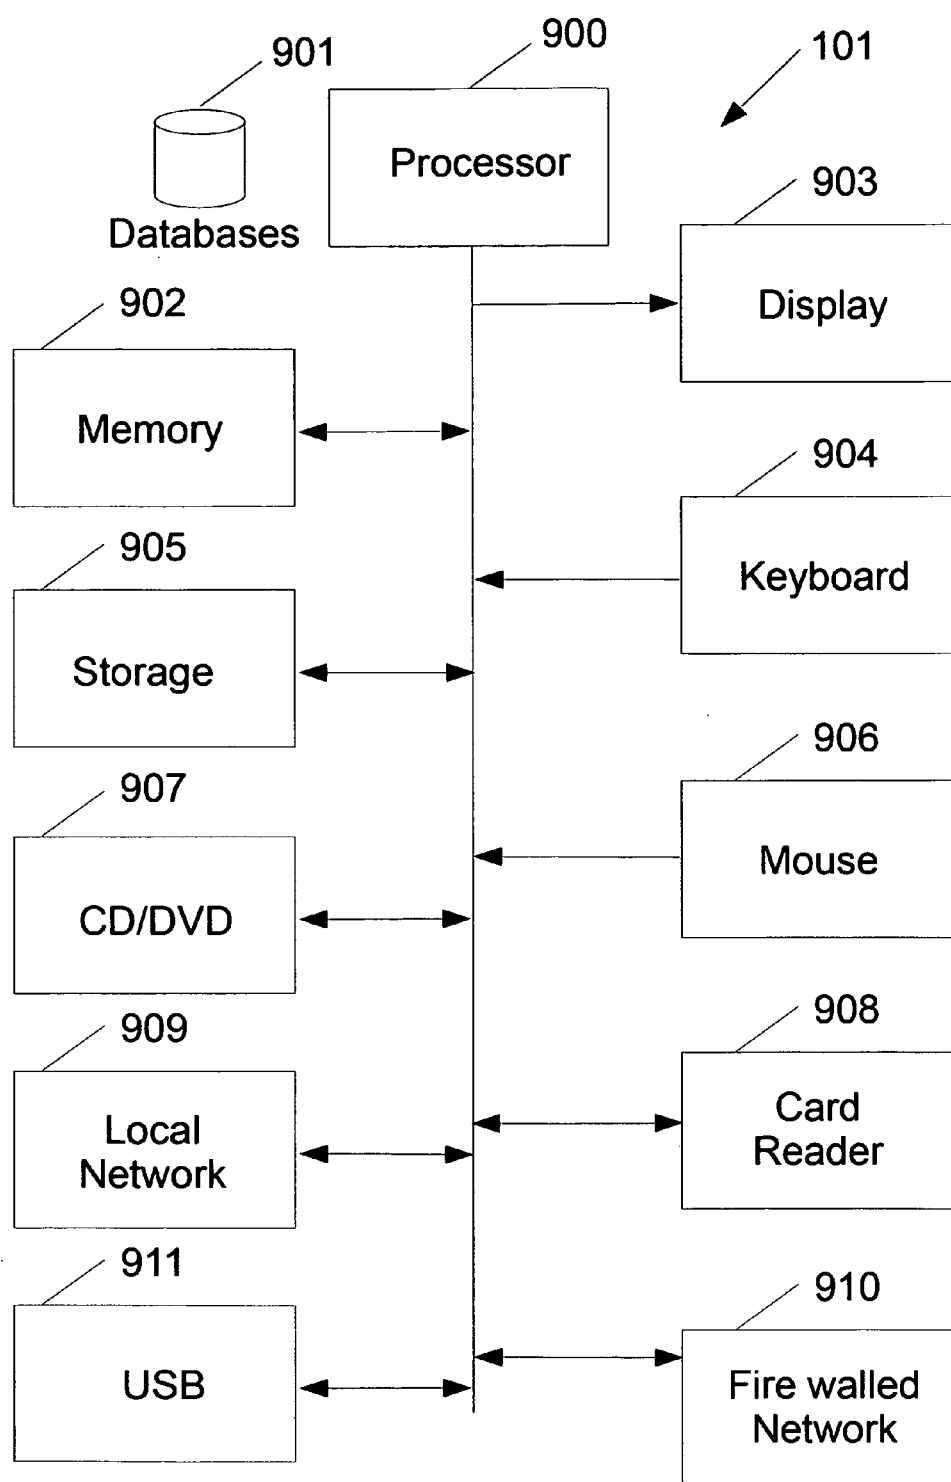 900
901
101
Processor
903
Databases
902
Display
Memory
904
905
Keyboard
Storage
906
907
Mouse
CD/DVD
908
909
Card
Reader
Local
Network
911
910
USB
Fire walled
Network